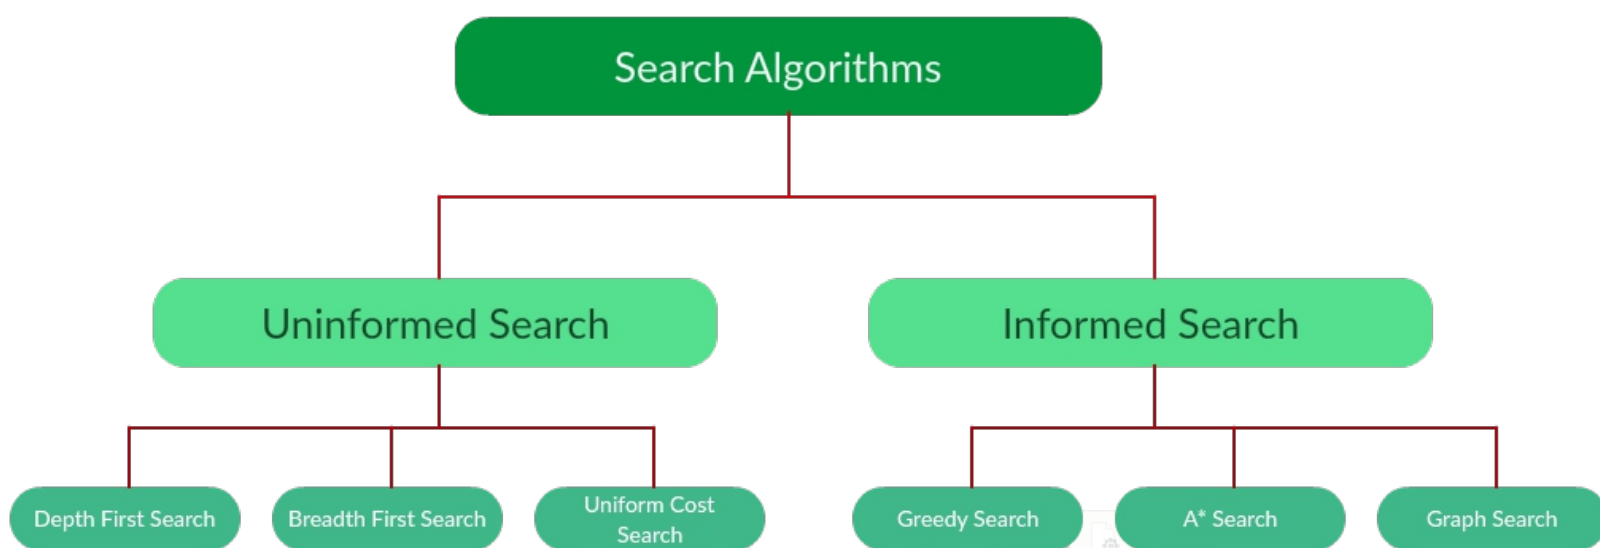 Search Algorithms
Uninformed Search
Informed Search
Depth First Search
Breadth First Search
Uniform Cost
Search
Greedy Search
A* Search
Graph Search